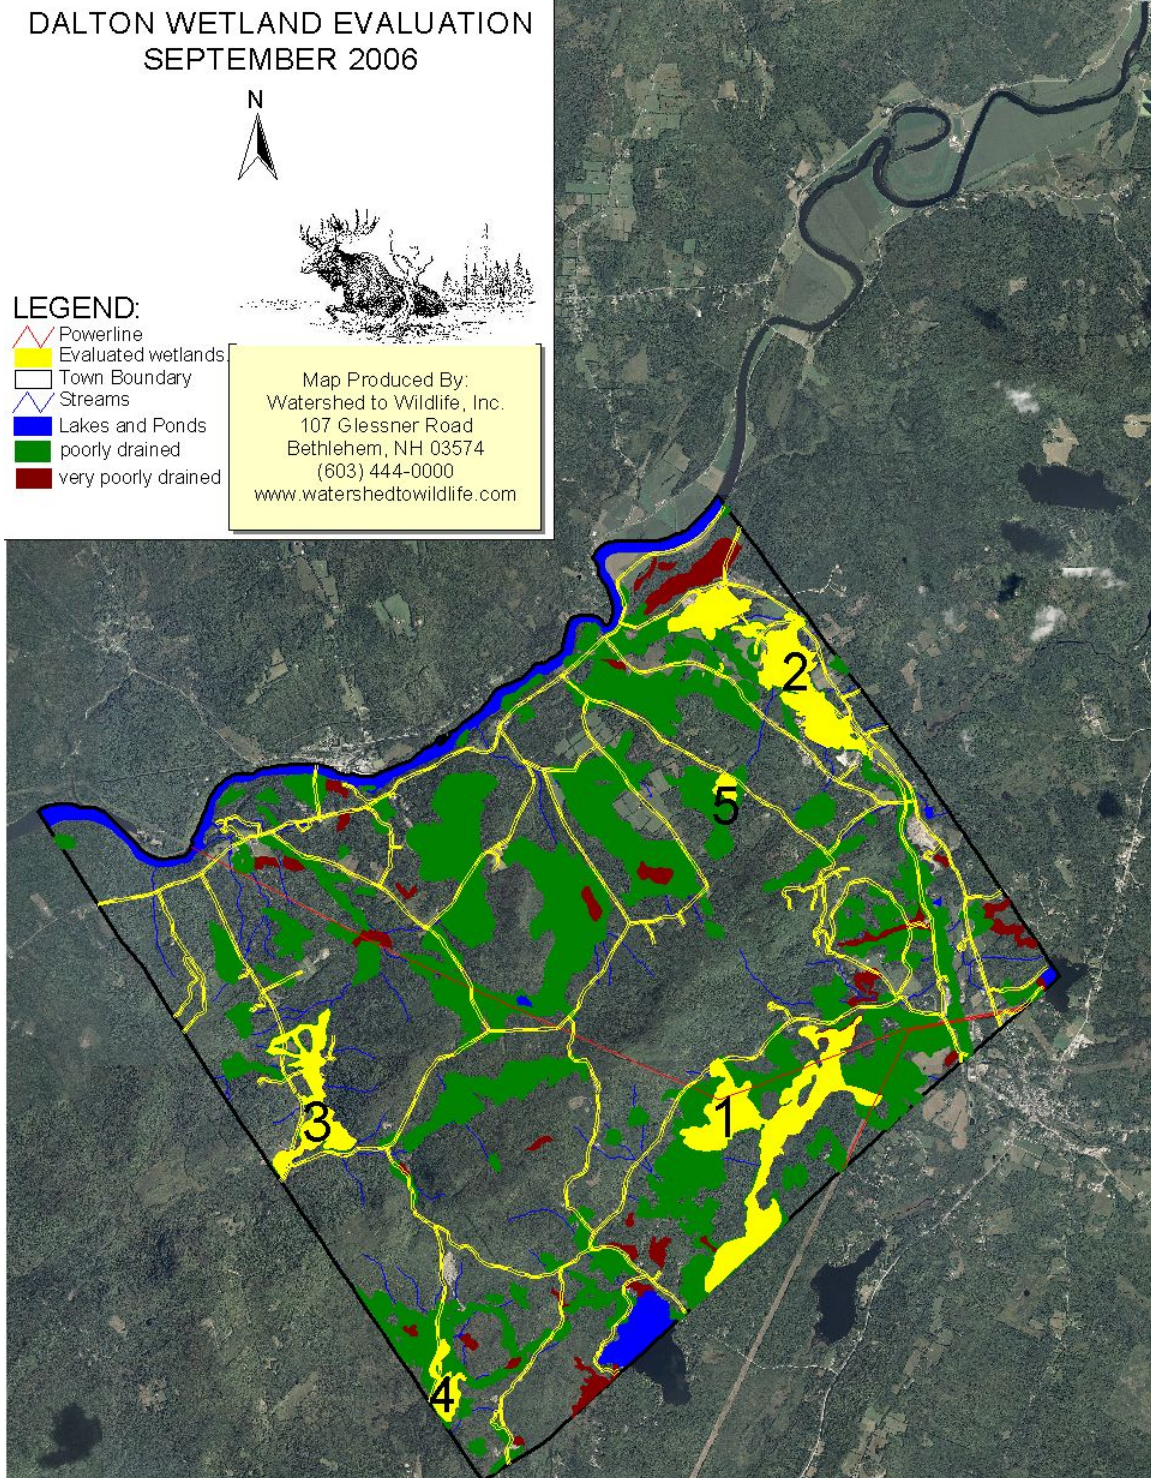 DALTON WETLAND EVALUATION
SEPTEMBER 2006
N
LEGEND:
Powerline
Evaluated wetlands.
Town Boundary
Streams
Lakes and Ponds
poorly drained
very poorly drained
Map Produced By:
Watershed to Wildlife, Inc.
107 Glessner Road
Bethlehem, NH 03574
(603) 444-0000
www.watershedtowildlife.com
2
5
3
1
4